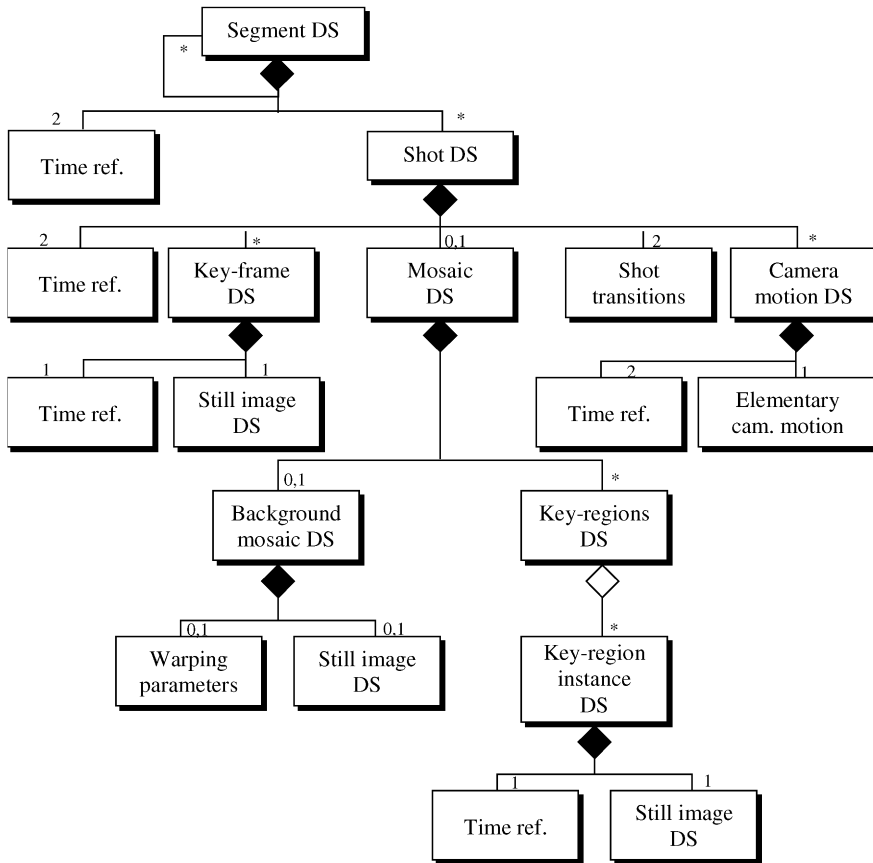 Segment DS
*
2
*
Time ref.
Shot DS
2
*
0,1
2
*
Time ref.
Key-frame
DS
Mosaic
DS
Shot
transitions
Camera
motion DS
1
1
2
1
Time ref.
Still image
DS
Time ref.
Elementary
cam. motion
0,1
*
Background
mosaic DS
Key-regions
DS
0,1
0,1
*
Warping
parameters
Still image
DS
Key-region
instance
DS
1
1
Time ref.
Still image
DS